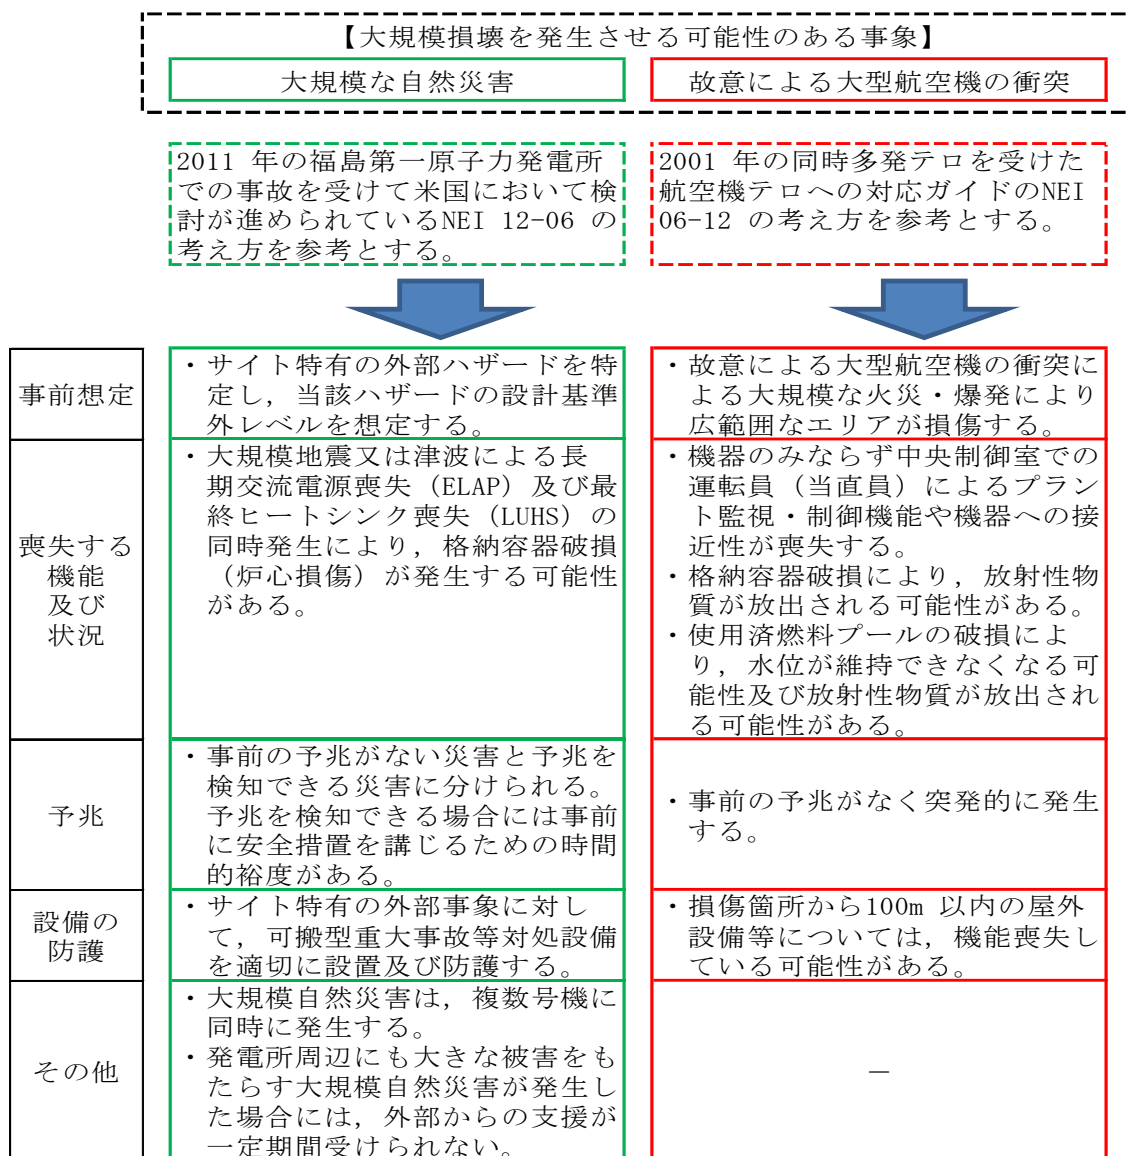 【大規模損壊を発生させる可能性のある事象】
大規模な自然災害
故意による大型航空機の衝突
2011 年の福島第一原子力発電所
での事故を受けて米国において検
討が進められているNEI 12-06 の
考え方を参考とする。
2001 年の同時多発テロを受けた
航空機テロへの対応ガイドのNEI
06-12 の考え方を参考とする。
事前想定
・サイト特有の外部ハザードを特
定し，当該ハザードの設計基準
外レベルを想定する。
・故意による大型航空機の衝突に
よる大規模な火災・爆発により
広範囲なエリアが損傷する。
喪失する
機能
及び
状況
・大規模地震又は津波による長
期交流電源喪失（ELAP）及び最
終ヒートシンク喪失（LUHS）の
同時発生により，格納容器破損
（炉心損傷）が発生する可能性
がある。
・機器のみならず中央制御室での
運転員（当直員）によるプラン
ト監視・制御機能や機器への接
近性が喪失する。
・格納容器破損により，放射性物
質が放出される可能性がある。
・使用済燃料プールの破損によ
り，水位が維持できなくなる可
能性及び放射性物質が放出され
る可能性がある。
予兆
・事前の予兆がない災害と予兆を
検知できる災害に分けられる。
予兆を検知できる場合には事前
に安全措置を講じるための時間
的裕度がある。
・事前の予兆がなく突発的に発生
する。
設備の
防護
・サイト特有の外部事象に対し
て，可搬型重大事故等対処設備
を適切に設置及び防護する。
・損傷箇所から100m 以内の屋外
設備等については，機能喪失し
ている可能性がある。
その他
・大規模自然災害は，複数号機に
同時に発生する。
・発電所周辺にも大きな被害をも
たらす大規模自然災害が発生し
た場合には，外部からの支援が
一定期間受けられない。
－